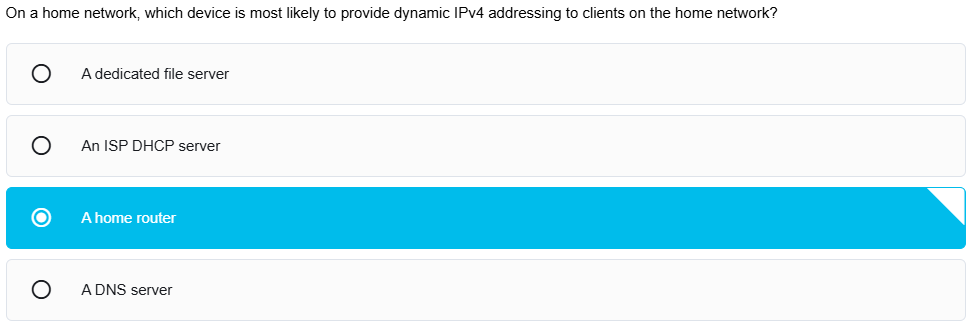 On a home network, which device is most likely to provide dynamic IPv4 addressing to clients on the home network?
A dedicated file server
An ISP DHCP server
A home router
A DNS server